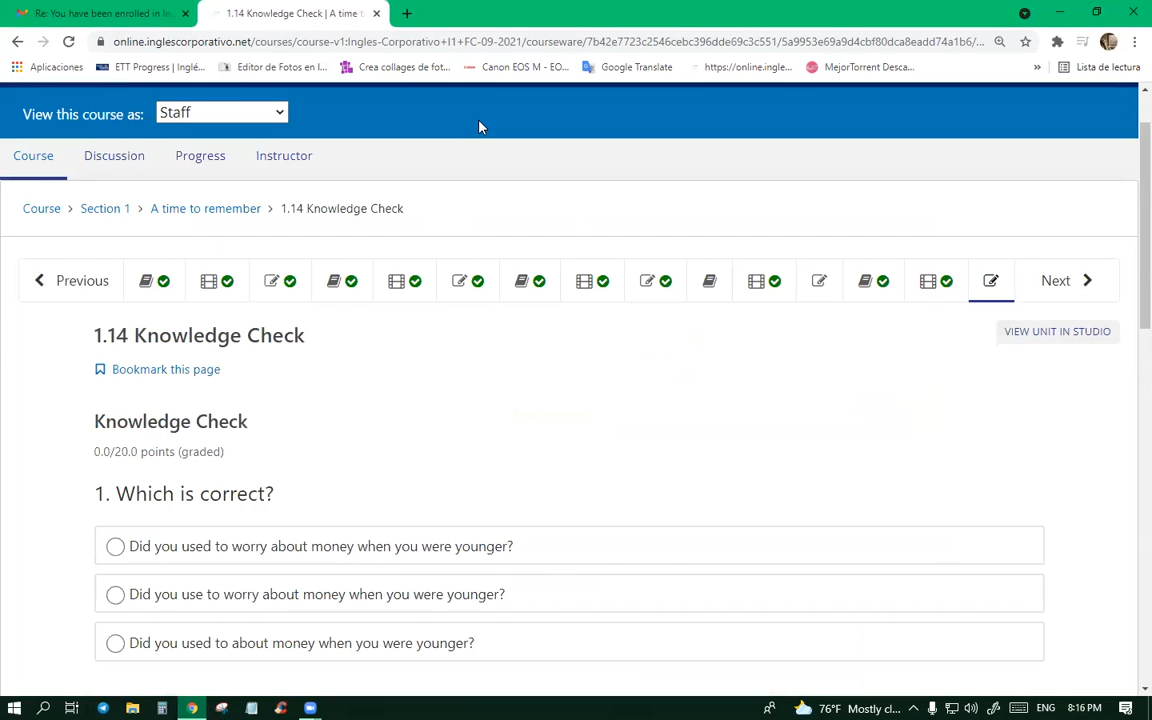 Re: You have been enrolled in In
1.14 Knowledge Check | A time t
online.inglescorporativo.net/courses/course-v1:Ingles-Corporativo+I1+FC-09-2021/courseware/7b42e7723c2546cebc396dde69c3c551/5a9953e69a9d4cbf80dca8eadd74a1b6/...
Aplicaciones ETT Progress | Inglé... Editor de Fotos en l... Crea collages de fot... Canon EOS M - EO... Google Translate https://online.ingle... MejorTorrent Desca... » Lista de lectura
View this course as: Staff
Course Discussion Progress Instructor
Course > Section 1 > A time to remember > 1.14 Knowledge Check
Previous Next
1.14 Knowledge Check
VIEW UNIT IN STUDIO
Bookmark this page
Knowledge Check
0.0/20.0 points (graded)
1. Which is correct?
Did you used to worry about money when you were younger?
Did you use to worry about money when you were younger?
Did you used to about money when you were younger?
76°F Mostly cl... ENG 8:16 PM